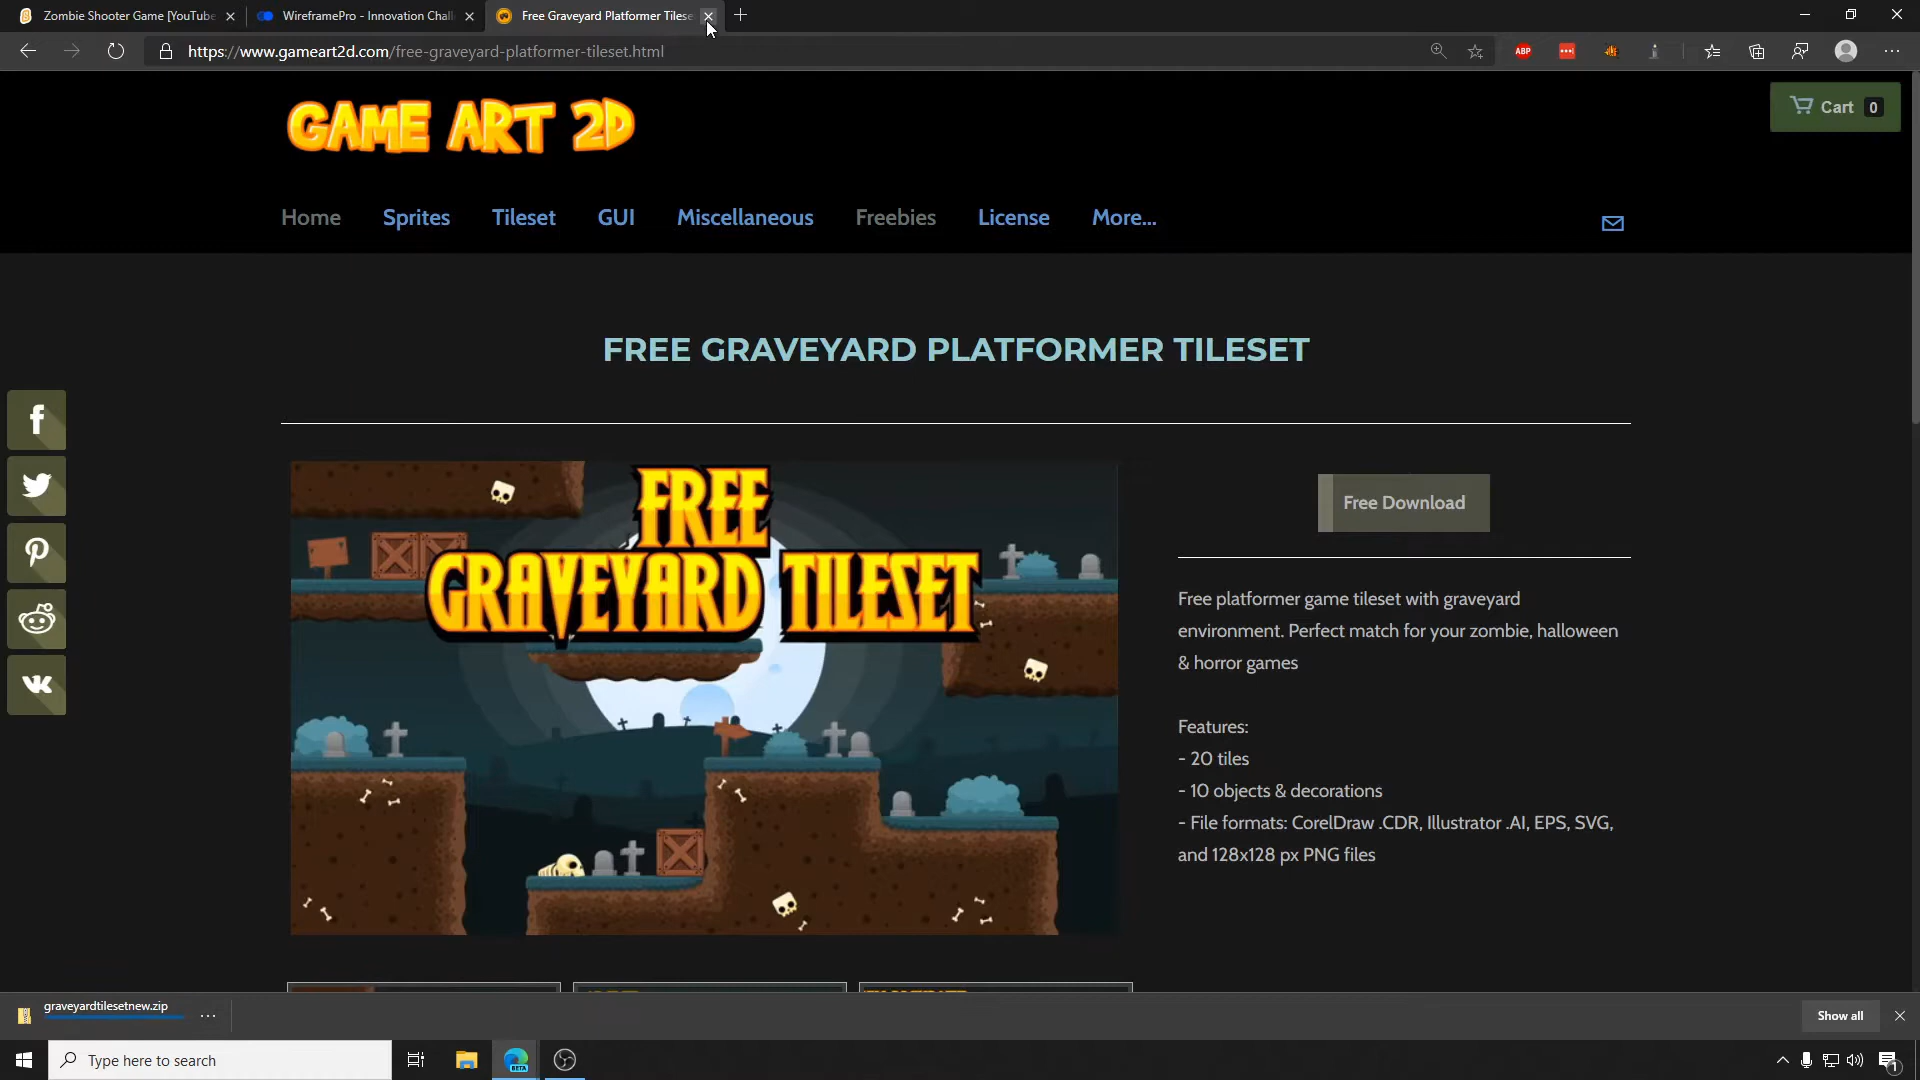 Zombie Shooter Game [YouTube
WireframePro - Innovation Chall
Free Graveyard Platformer Tilese
https://www.gameart2d.com/free-graveyard-platformer-tileset.html
ABP
GAME ART 2D
Cart 0
Home Sprites Tileset GUI Miscellaneous Freebies License More...
FREE GRAVEYARD PLATFORMER TILESET
FREE
GRAVEYARD TILESET
Free Download
Free platformer game tileset with graveyard
environment. Perfect match for your zombie, halloween
& horror games
Features:
- 20 tiles
- 10 objects & decorations
- File formats: CorelDraw .CDR, Illustrator .AI, EPS, SVG,
and 128x128 px PNG files
graveyardtilesetnew.zip
Show all
Type here to search
BETA
1